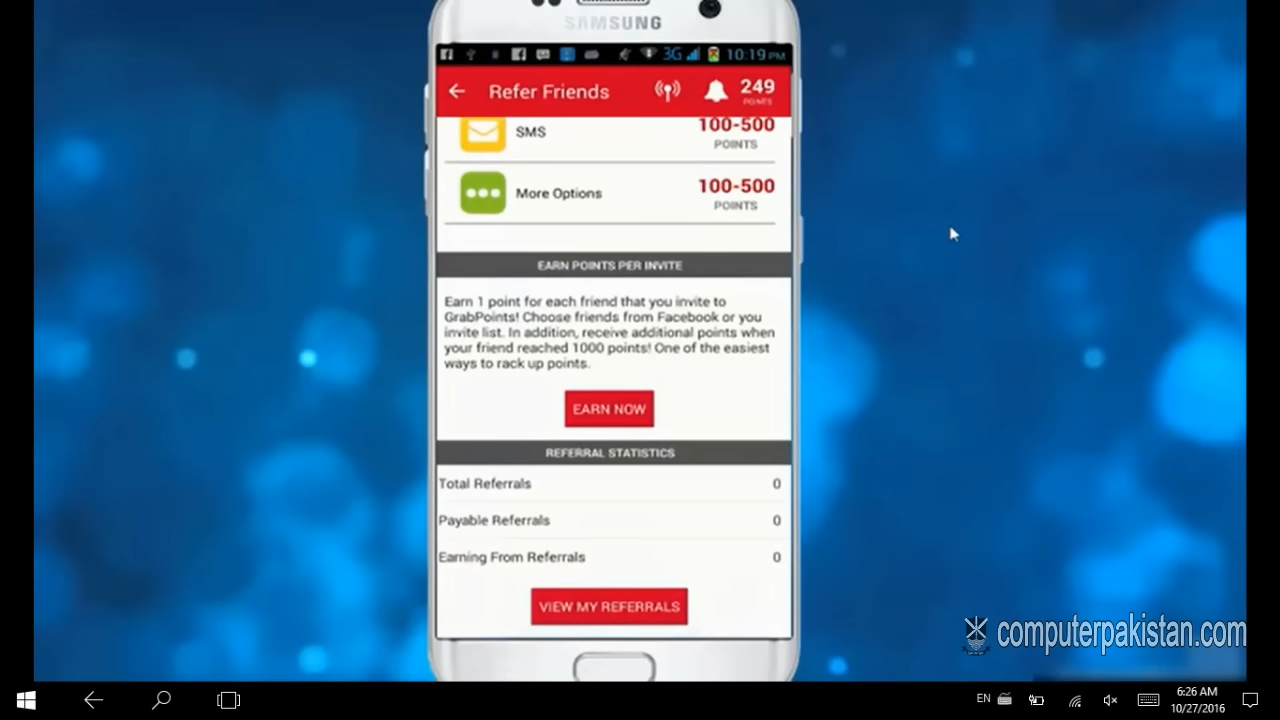 SAMSUNG
3G 10:19 PM
Refer Friends
249
POINTS
SMS
100-500
POINTS
More Options
100-500
POINTS
EARN POINTS PER INVITE
Earn 1 point for each friend that you invite to
GrabPoints! Choose friends from Facebook or you
invite list. In addition, receive additional points when
your friend reached 1000 points! One of the easiest
ways to rack up points.
EARN NOW
REFERRAL STATISTICS
Total Referrals 0
Payable Referrals 0
Earning From Referrals 0
VIEW MY REFERRALS
computerpakistan.com
EN
6:26 AM
10/27/2016